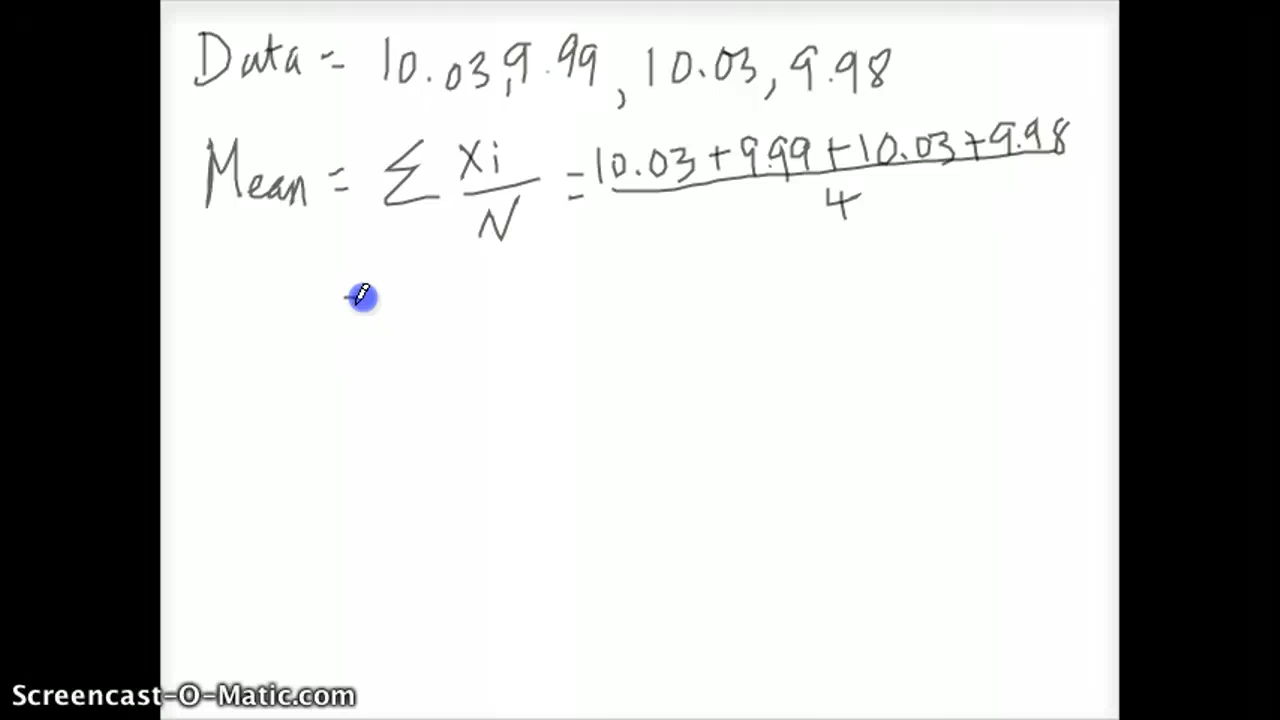 Data = 10.03, 9.99, 10.03, 9.98
Mean = Σ Xi/N = 10.03 + 9.99 + 10.03 + 9.98 / 4
Screencast-O-Matic.com